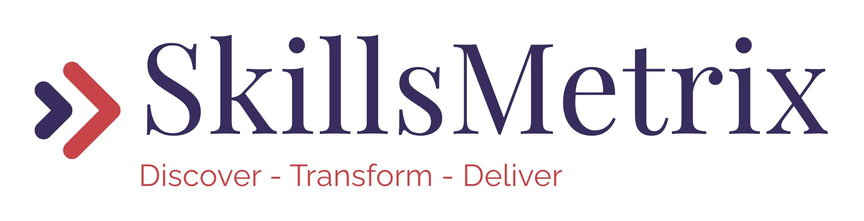 SkillsMetrix
Discover - Transform - Deliver